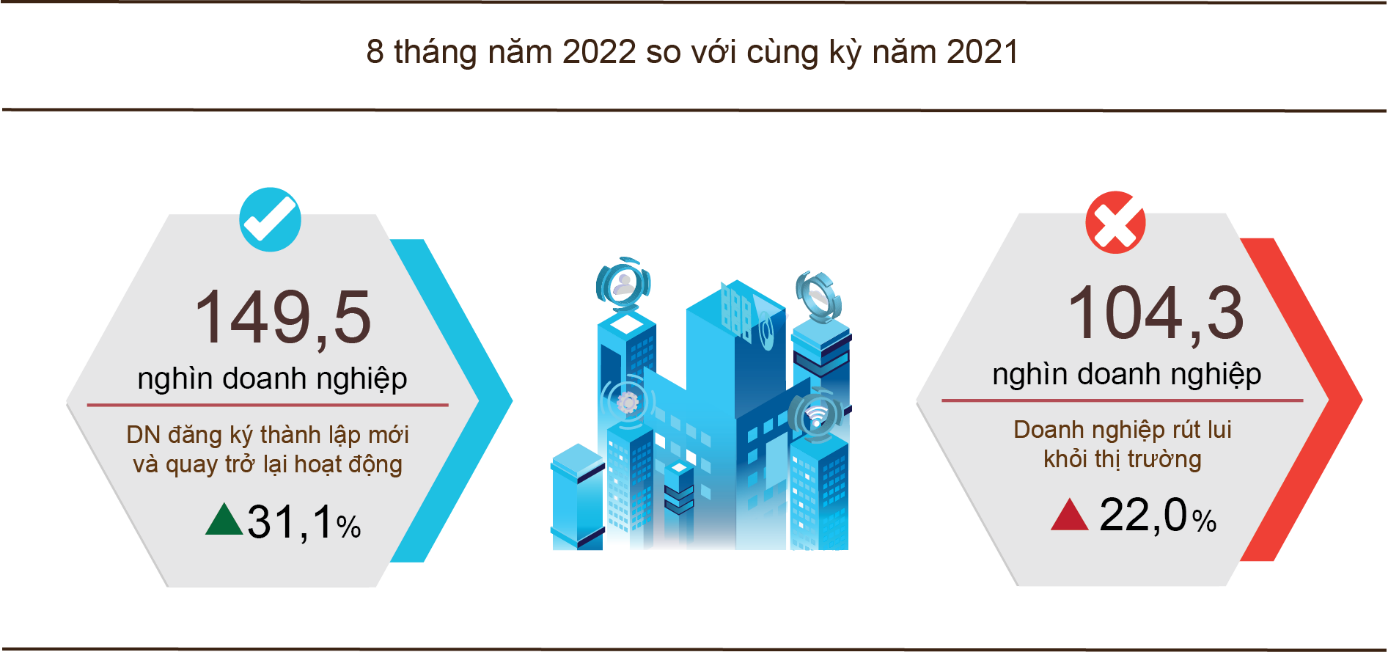 8 tháng năm 2022 so với cùng kỳ năm 2021
149,5
nghìn doanh nghiệp
DN đăng ký thành lập mới
và quay trở lại hoạt động
31,1%
104,3
nghìn doanh nghiệp
Doanh nghiệp rút lui
khỏi thị trường
22,0%